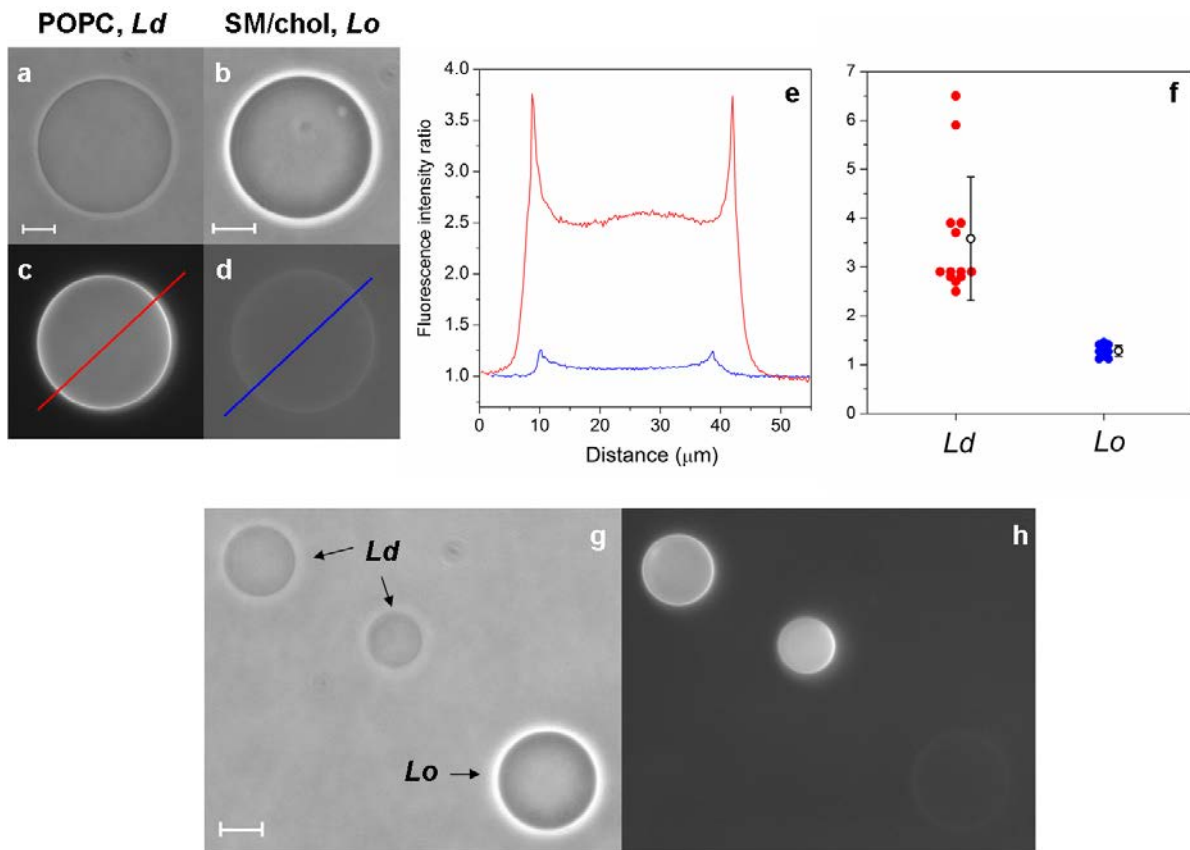 POPC, Ld
SM/chol, Lo
a
b
c
d
e
Fluorescence intensity ratio
4.0
3.5
3.0
2.5
2.0
1.5
1.0
0
10
20
30
40
50
Distance (μm)
f
7
6
5
4
3
2
1
0
Ld
Lo
g
Ld
Lo
h